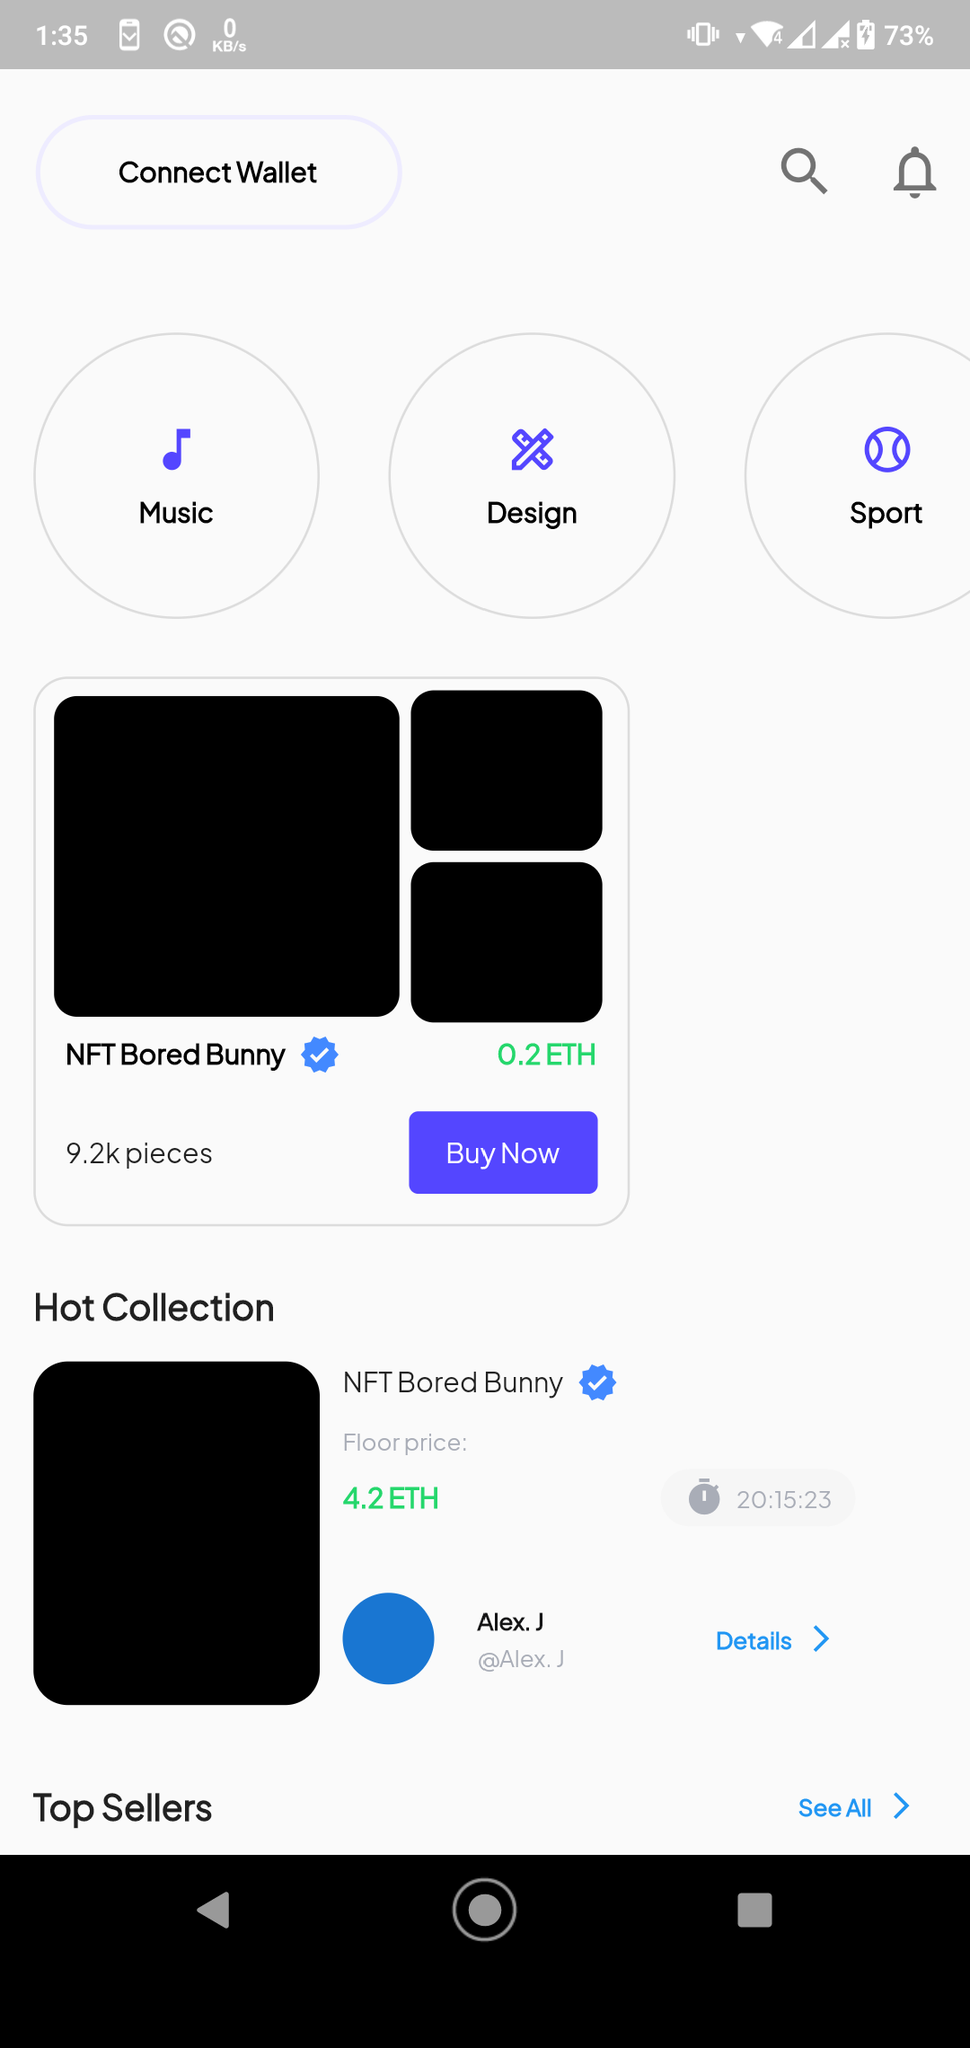 1:35
0
KB/s
4
73%
Connect Wallet
Music
Design
Sport
NFT Bored Bunny
0.2 ETH
9.2k pieces
Buy Now
Hot Collection
NFT Bored Bunny
Floor price:
4.2 ETH
20:15:23
Alex. J
@Alex. J
Details
Top Sellers
See All